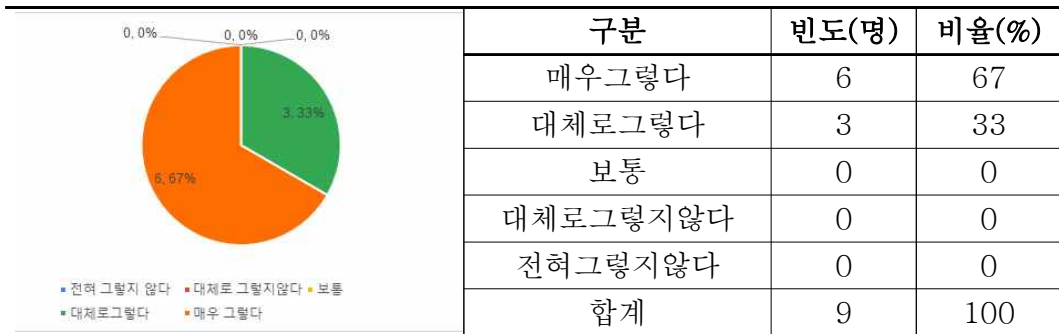 0, 0% 0, 0% 0, 0%
3, 33%
6, 67%
전혀 그렇지 않다 대체로 그렇지않다 보통
대체로그렇다 매우 그렇다
구분 빈도(명) 비율(%)
매우그렇다 6 67
대체로그렇다 3 33
보통 0 0
대체로그렇지않다 0 0
전혀그렇지않다 0 0
합계 9 100